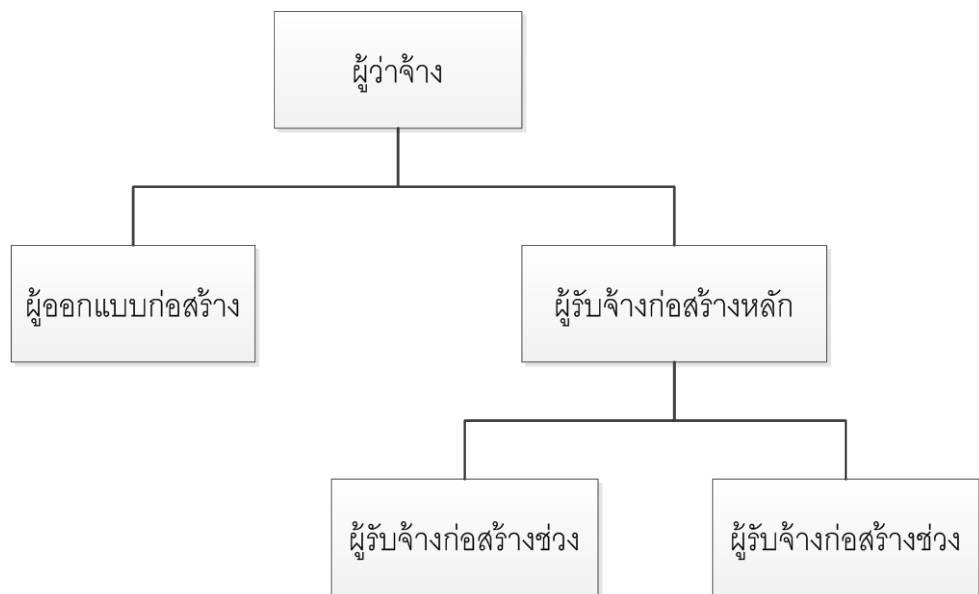 ผู้ว่าจ้าง
ผู้ออกแบบก่อสร้าง
ผู้รับจ้างก่อสร้างหลัก
ผู้รับจ้างก่อสร้างช่วง
ผู้รับจ้างก่อสร้างช่วง